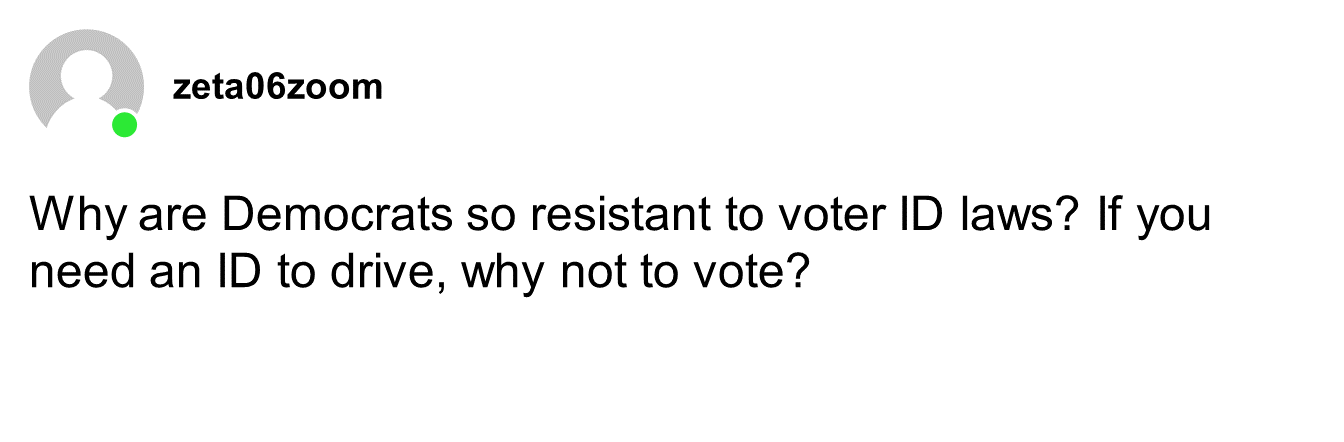 zeta06zoom
Why are Democrats so resistant to voter ID laws? If you
need an ID to drive, why not to vote?